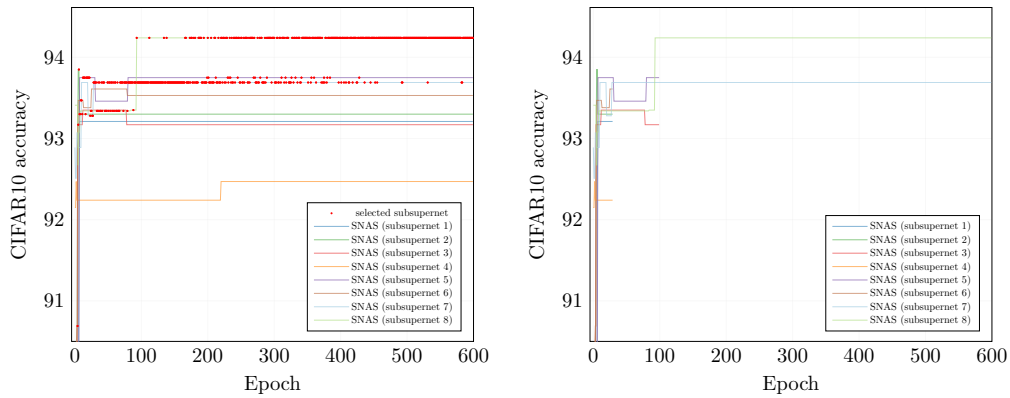 94
93
92
91
CIFAR10 accuracy
0
100
200
300
400
500
600
Epoch
selected subsupernet
SNAS (subsupernet 1)
SNAS (subsupernet 2)
SNAS (subsupernet 3)
SNAS (subsupernet 4)
SNAS (subsupernet 5)
SNAS (subsupernet 6)
SNAS (subsupernet 7)
SNAS (subsupernet 8)
94
93
92
91
CIFAR10 accuracy
0
100
200
300
400
500
600
Epoch
SNAS (subsupernet 1)
SNAS (subsupernet 2)
SNAS (subsupernet 3)
SNAS (subsupernet 4)
SNAS (subsupernet 5)
SNAS (subsupernet 6)
SNAS (subsupernet 7)
SNAS (subsupernet 8)